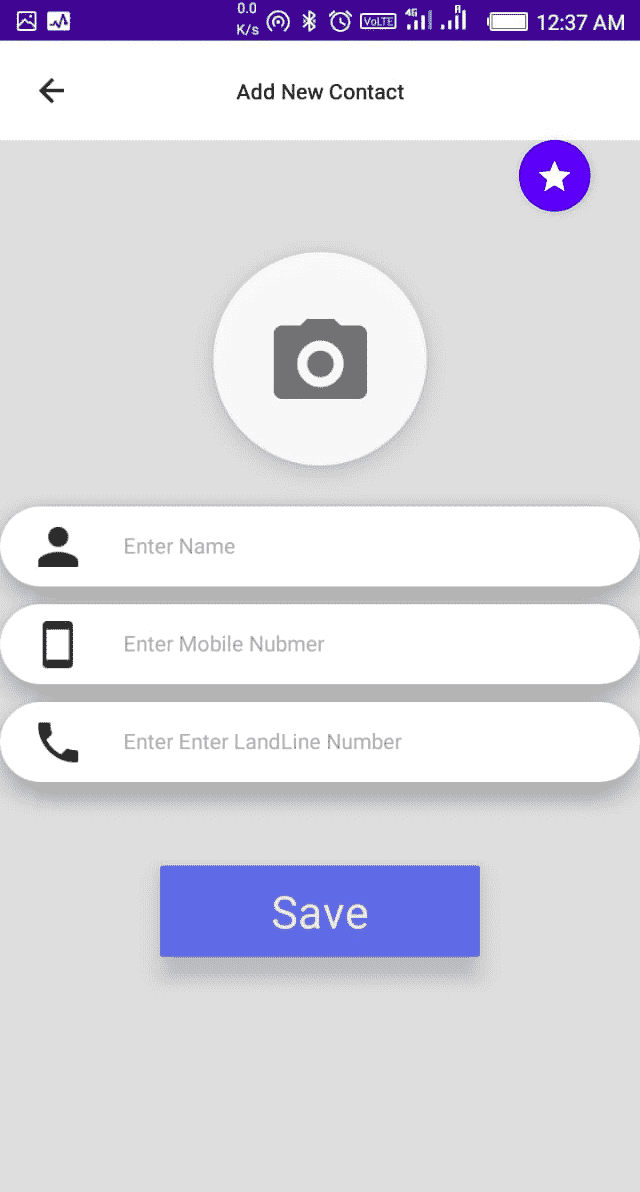 0.0
K/s VoLTE 4G R 12:37 AM
Add New Contact
Enter Name
Enter Mobile Nubmer
Enter Enter LandLine Number
Save